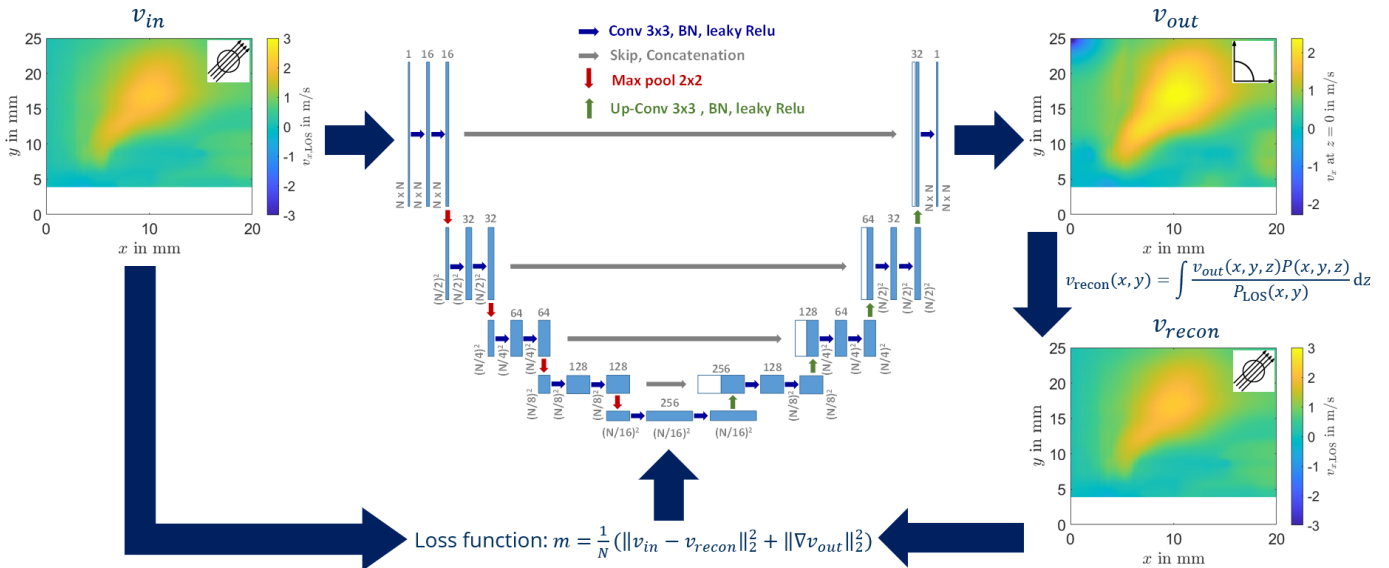 v_in
25
20
15
10
5
0
y in mm
0 10 20
x in mm
3
2
1
0
-1
-2
-3
v_{x,LOS} in m/s
Conv 3x3, BN, leaky Relu
Skip, Concatenation
Max pool 2x2
Up-Conv 3x3 , BN, leaky Relu
1 16 16
N x N N x N N x N
32 32
(N/2)² (N/2)² (N/2)²
64 64
(N/4)² (N/4)² (N/4)²
128 128
(N/8)² (N/8)² (N/8)²
256
(N/16)² (N/16)² (N/16)²
256 128
(N/8)² (N/8)²
128 64
(N/4)² (N/4)² (N/4)²
64 32
(N/2)² (N/2)² (N/2)²
32 1
N x N N x N
v_out
25
20
15
10
5
0
y in mm
0 10 20
x in mm
2
1
0
-1
-2
v_x at z = 0 in m/s
v_recon(x, y) = ∫ v_out(x, y, z)P(x, y, z) / P_LOS(x, y) dz
v_recon
25
20
15
10
5
0
y in mm
0 10 20
x in mm
3
2
1
0
-1
-2
-3
v_{x,LOS} in m/s
Loss function: m = 1/N (‖v_in − v_recon‖₂² + ‖∇v_out‖₂²)